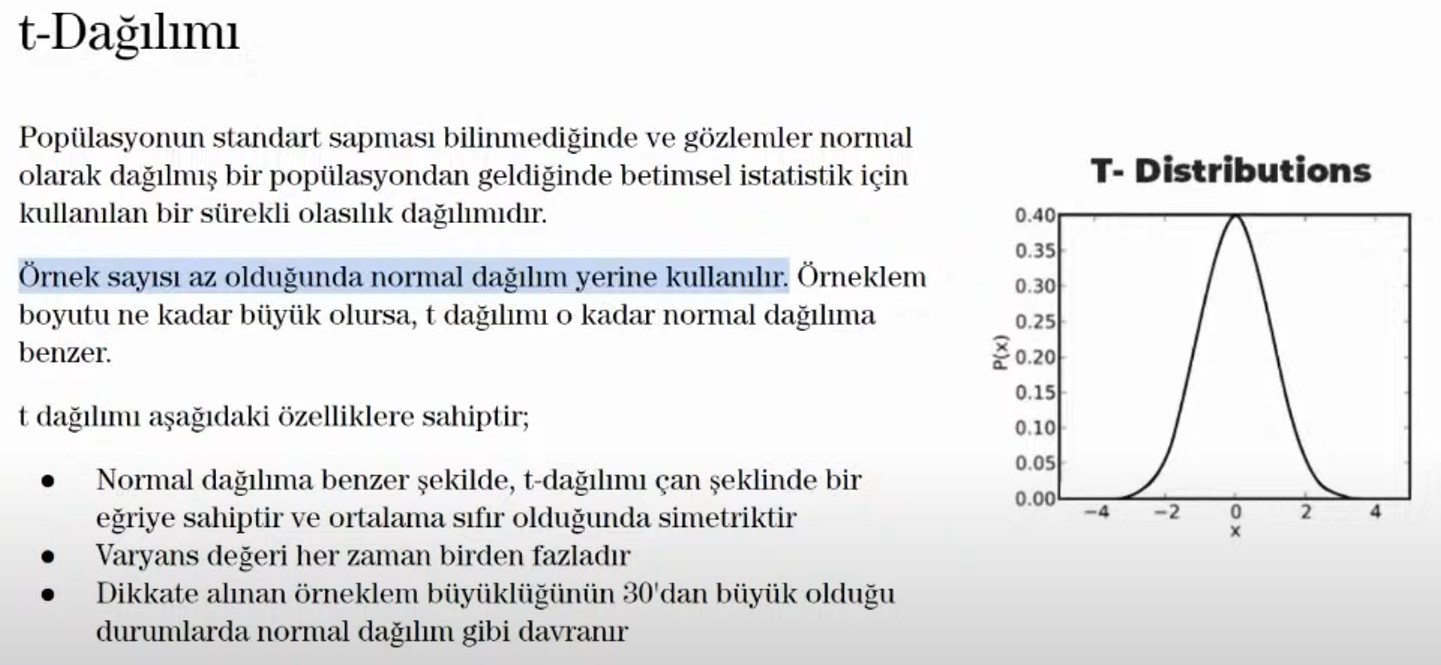 t-Dağılımı
Popülasyonun standart sapması bilinmediğinde ve gözlemler normal
olarak dağılmış bir popülasyondan geldiğinde betimsel istatistik için
kullanılan bir sürekli olasılık dağılımıdır.
Örnek sayısı az olduğunda normal dağılım yerine kullanılır. Örneklem
boyutu ne kadar büyük olursa, t dağılımı o kadar normal dağılıma
benzer.
t dağılımı aşağıdaki özelliklere sahiptir;
● Normal dağılıma benzer şekilde, t-dağılımı çan şeklinde bir
eğriye sahiptir ve ortalama sıfır olduğunda simetriktir
● Varyans değeri her zaman birden fazladır
● Dikkate alınan örneklem büyüklüğünün 30'dan büyük olduğu
durumlarda normal dağılım gibi davranır
T- Distributions
0.40
0.35
0.30
0.25
0.20
0.15
0.10
0.05
0.00
P(x)
−4 −2 0 2 4
x